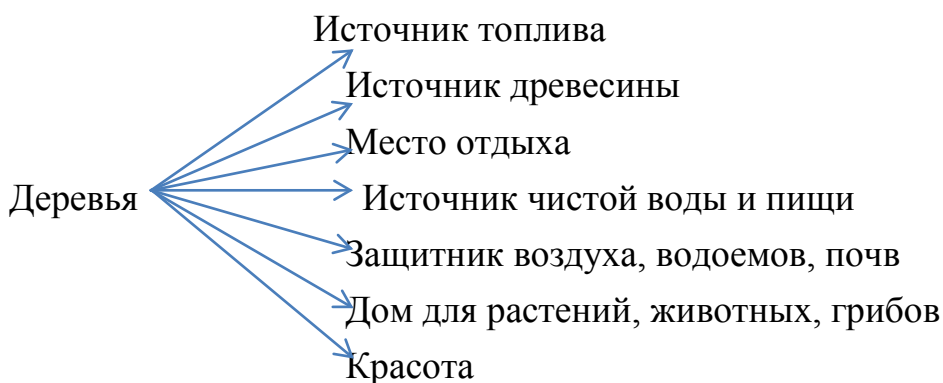 Источник топлива
Источник древесины
Место отдыха
Деревья
Источник чистой воды и пищи
Защитник воздуха, водоемов, почв
Дом для растений, животных, грибов
Красота